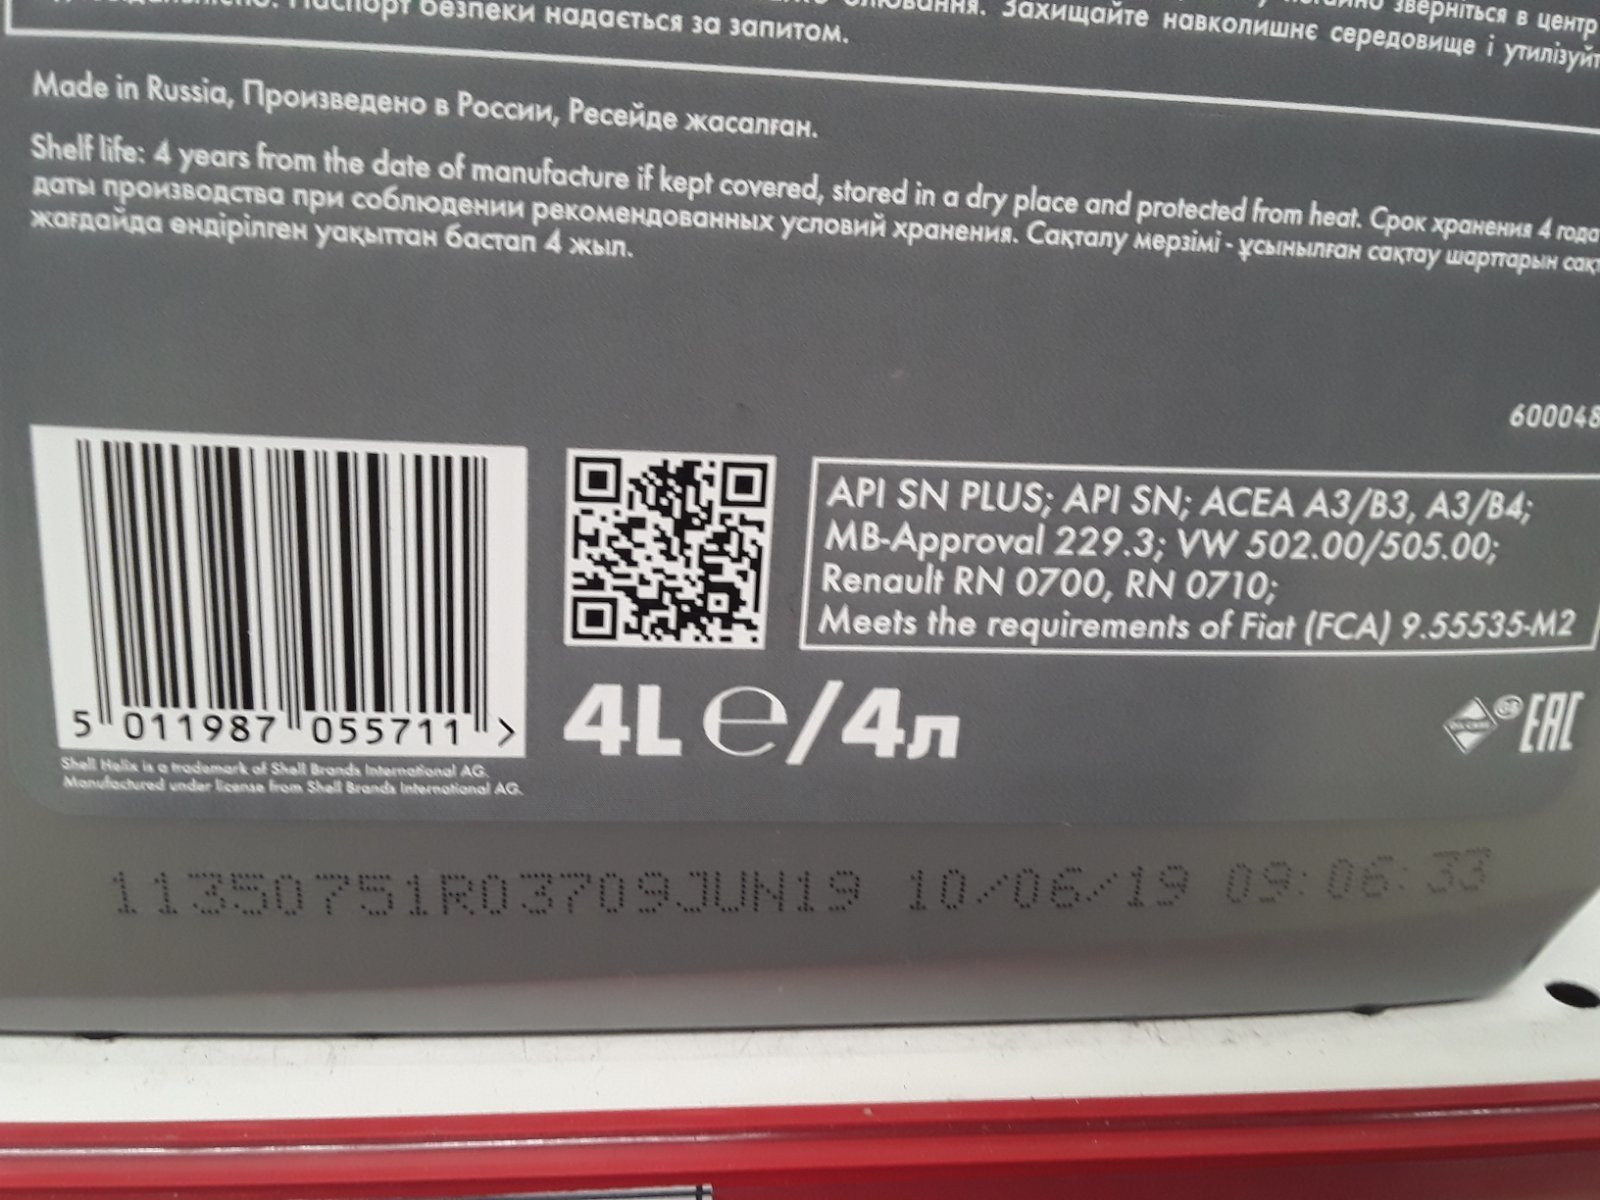 Паспорт безпеки надається за запитом.
зверніться в центр
Захищайте навколишнє середовище і утилізуйт
Made in Russia, Произведено в России, Ресейде жасалған.
Shelf life: 4 years from the date of manufacture if kept covered, stored in a dry place and protected from heat. Срок хранения 4 года
даты производства при соблюдении рекомендованных условий хранения. Сақталу мерзімі - ұсынылған сақтау шарттарын сақт
жағдайда өндірілген уақыттан бастап 4 жыл.
600048
API SN PLUS; API SN; ACEA A3/B3, A3/B4;
MB-Approval 229.3; VW 502.00/505.00;
Renault RN 0700, RN 0710;
Meets the requirements of Fiat (FCA) 9.55535-M2
5 011987 055711 >
4L e/4л
EAC
Shell Helix is a trademark of Shell Brands International AG.
Manufactured under license from Shell Brands International AG.
11350751R03709JUN19 10/06/19 09:06:33